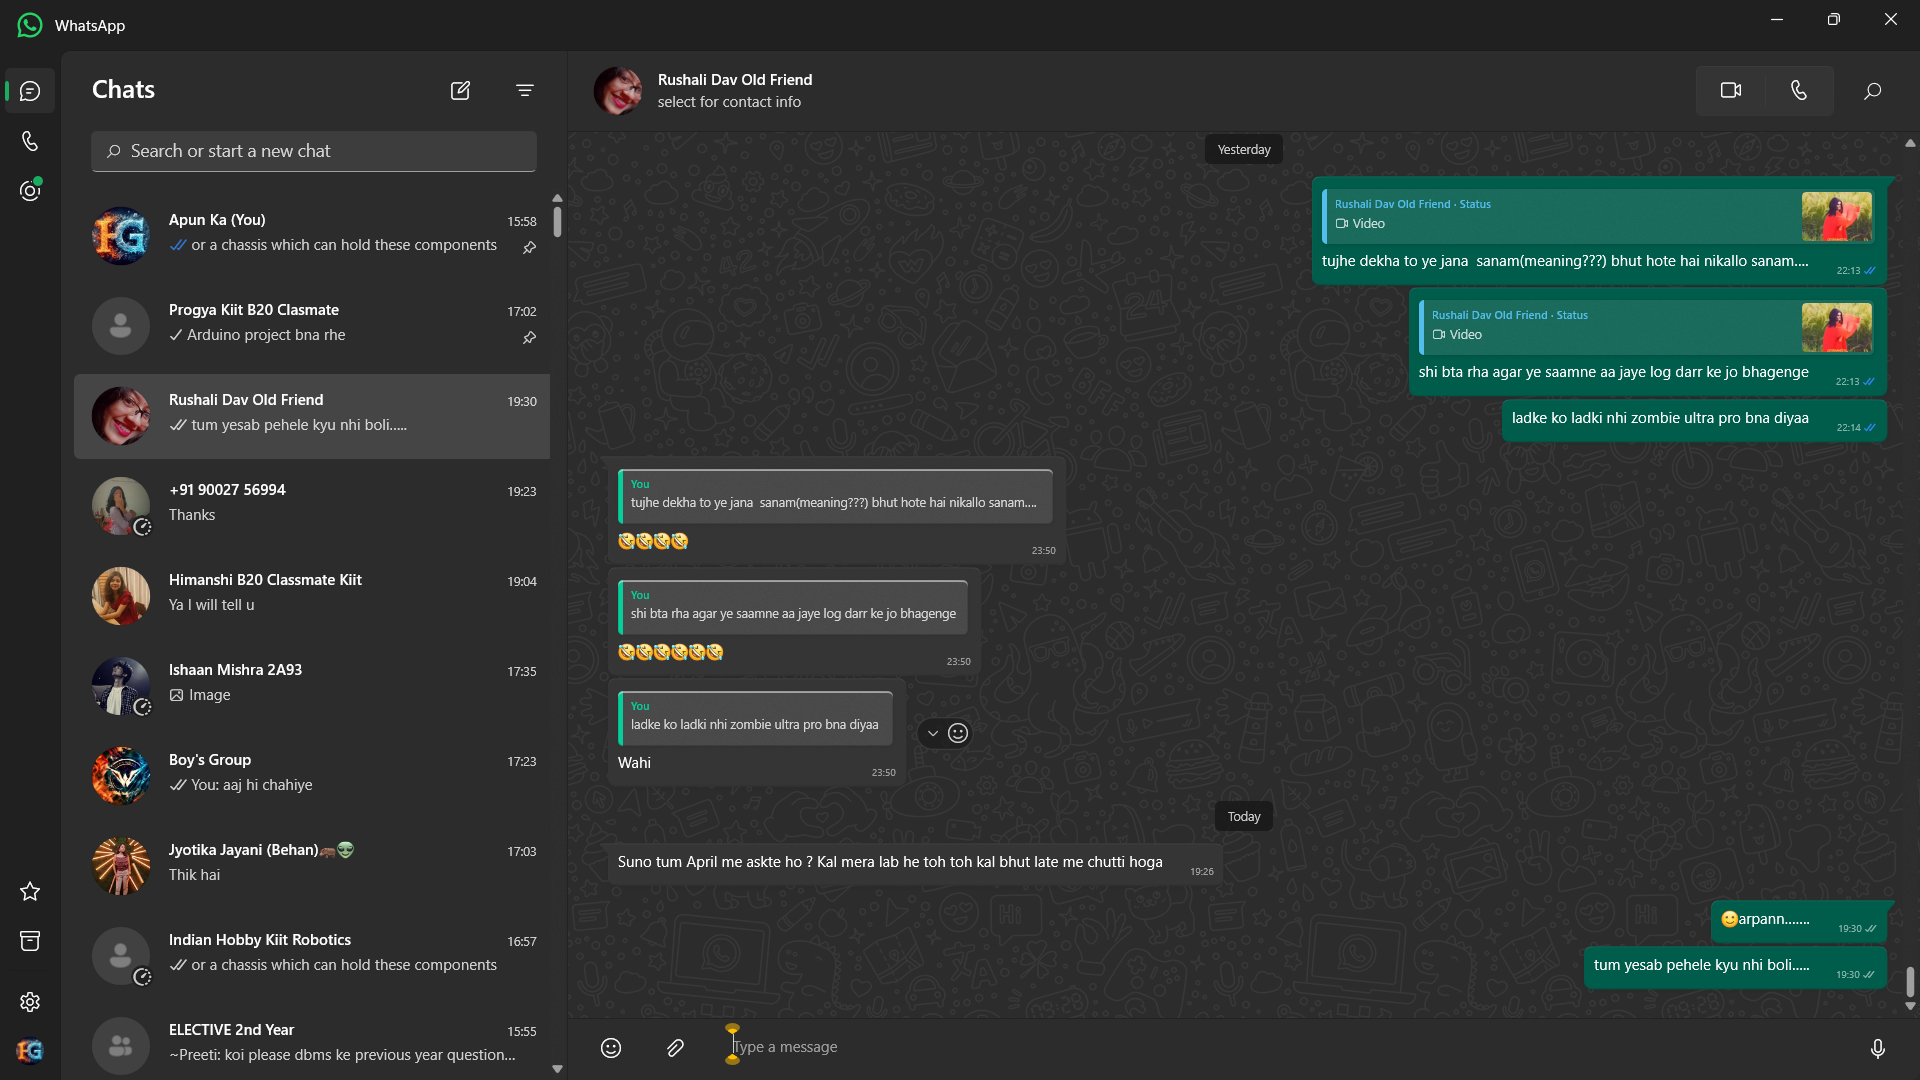 WhatsApp
Chats
Search or start a new chat
Apun Ka (You)
15:58
or a chassis which can hold these components
Progya Kiit B20 Clasmate
17:02
Arduino project bna rhe
Rushali Dav Old Friend
19:30
tum yesab pehele kyu nhi boli.....
+91 90027 56994
19:23
Thanks
Himanshi B20 Classmate Kiit
19:04
Ya I will tell u
Ishaan Mishra 2A93
17:35
Image
Boy's Group
17:23
You: aaj hi chahiye
Jyotika Jayani (Behan)🚘👽
17:03
Thik hai
Indian Hobby Kiit Robotics
16:57
or a chassis which can hold these components
ELECTIVE 2nd Year
15:55
~Preeti: koi please dbms ke previous year question...
Rushali Dav Old Friend
select for contact info
Yesterday
Rushali Dav Old Friend · Status
Video
tujhe dekha to ye jana  sanam(meaning???) bhut hote hai nikallo sanam....
22:13
Rushali Dav Old Friend · Status
Video
shi bta rha agar ye saamne aa jaye log darr ke jo bhagenge
22:13
ladke ko ladki nhi zombie ultra pro bna diyaa
22:14
You
tujhe dekha to ye jana  sanam(meaning???) bhut hote hai nikallo sanam....
🤣🤣🤣🤣
23:50
You
shi bta rha agar ye saamne aa jaye log darr ke jo bhagenge
🤣🤣🤣🤣🤣🤣
23:50
You
ladke ko ladki nhi zombie ultra pro bna diyaa
Wahi
23:50
Today
Suno tum April me askte ho ? Kal mera lab he toh toh kal bhut late me chutti hoga
19:26
🙂arpann.......
19:30
tum yesab pehele kyu nhi boli.....
19:30
Type a message